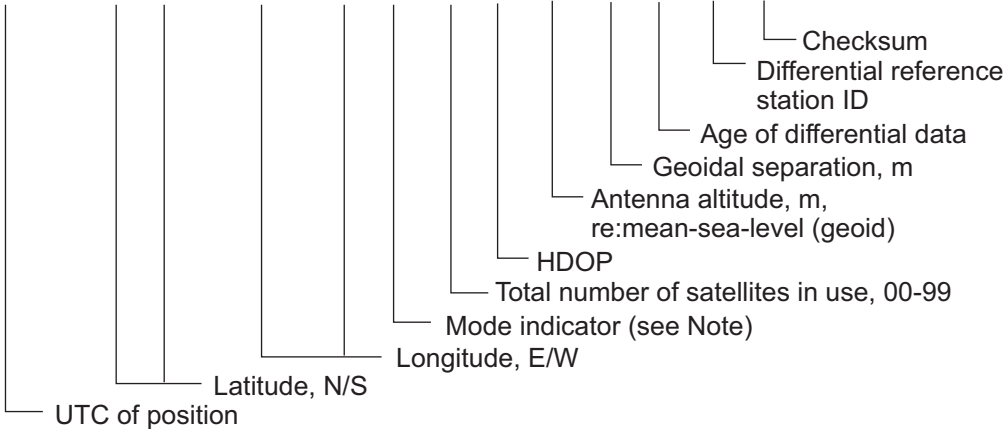 Checksum
Differential reference
station ID
Age of differential data
Geoidal separation, m
Antenna altitude, m,
re:mean-sea-level (geoid)
HDOP
Total number of satellites in use, 00-99
Mode indicator (see Note)
Longitude, E/W
Latitude, N/S
UTC of position